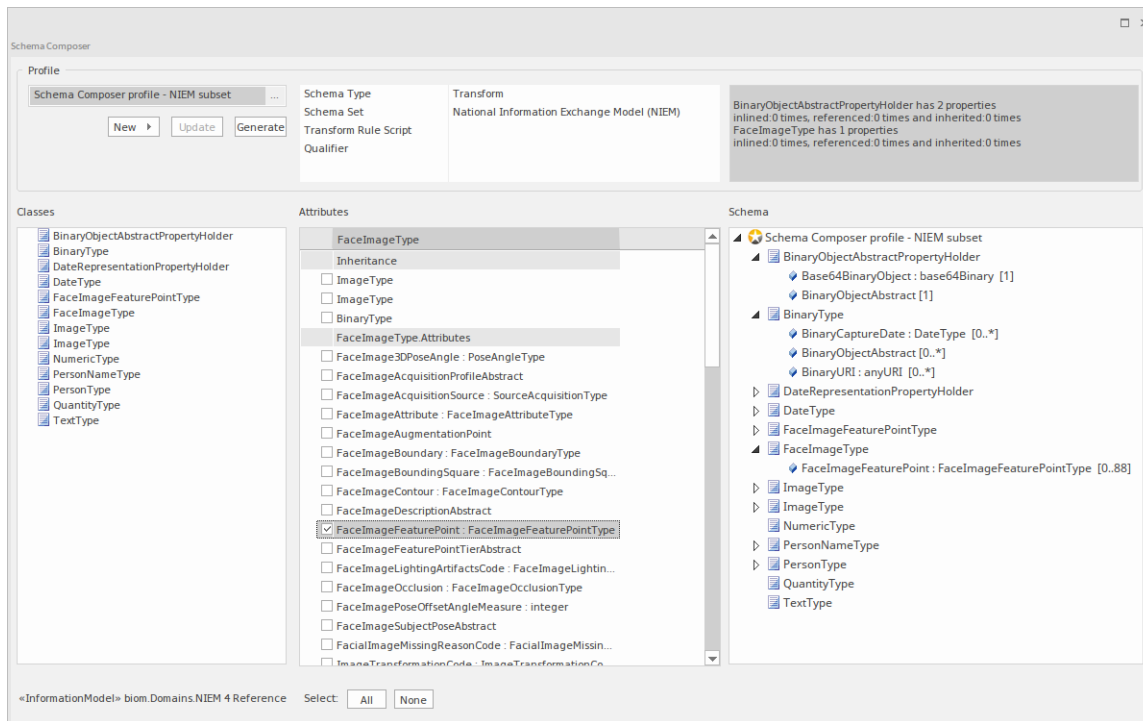 Schema Composer
Profile
Schema Composer profile - NIEM subset ...
New Update Generate
Schema Type Transform
Schema Set National Information Exchange Model (NIEM)
Transform Rule Script
Qualifier
BinaryObjectAbstractPropertyHolder has 2 properties
inlined:0 times, referenced:0 times and inherited:0 times
FaceImageType has 1 properties
inlined:0 times, referenced:0 times and inherited:0 times
Classes
BinaryObjectAbstractPropertyHolder
BinaryType
DateRepresentationPropertyHolder
DateType
FaceImageFeaturePointType
FaceImageType
ImageType
ImageType
NumericType
PersonNameType
PersonType
QuantityType
TextType
Attributes
FaceImageType
Inheritance
ImageType
ImageType
BinaryType
FaceImageType.Attributes
FaceImage3DPoseAngle : PoseAngleType
FaceImageAcquisitionProfileAbstract
FaceImageAcquisitionSource : SourceAcquisitionType
FaceImageAttribute : FaceImageAttributeType
FaceImageAugmentationPoint
FaceImageBoundary : FaceImageBoundaryType
FaceImageBoundingSquare : FaceImageBoundingSq...
FaceImageContour : FaceImageContourType
FaceImageDescriptionAbstract
FaceImageFeaturePoint : FaceImageFeaturePointType
FaceImageFeaturePointTierAbstract
FaceImageLightingArtifactsCode : FaceImageLightin...
FaceImageOcclusion : FaceImageOcclusionType
FaceImagePoseOffsetAngleMeasure : integer
FaceImageSubjectPoseAbstract
FacialImageMissingReasonCode : FacialImageMissin...
ImageTransformationCode : ImageTransformationCo...
Schema
Schema Composer profile - NIEM subset
BinaryObjectAbstractPropertyHolder
Base64BinaryObject : base64Binary [1]
BinaryObjectAbstract [1]
BinaryType
BinaryCaptureDate : DateType [0..*]
BinaryObjectAbstract [0..*]
BinaryURI : anyURI [0..*]
DateRepresentationPropertyHolder
DateType
FaceImageFeaturePointType
FaceImageType
FaceImageFeaturePoint : FaceImageFeaturePointType [0..88]
ImageType
ImageType
NumericType
PersonNameType
PersonType
QuantityType
TextType
«InformationModel» biom.Domains.NIEM 4 Reference Select: All None